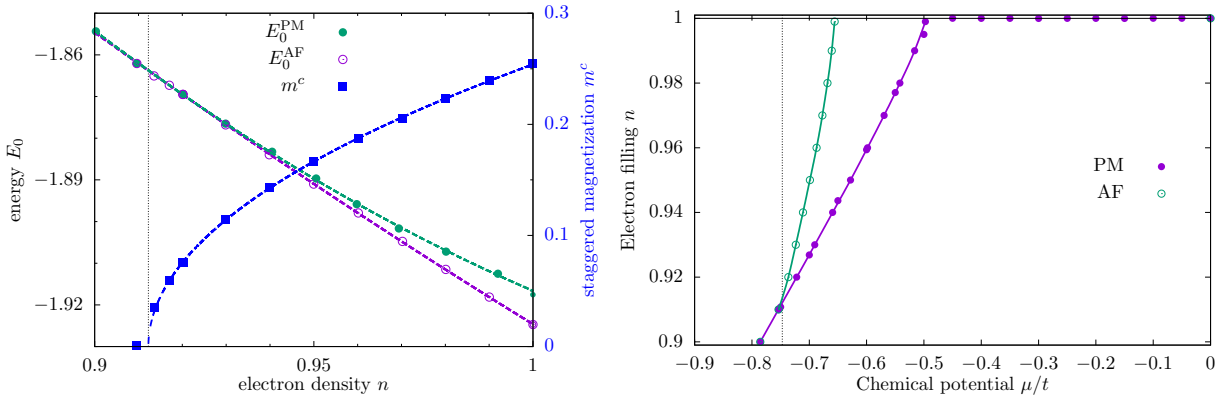 −1.86
−1.89
−1.92
energy E₀
0.9
0.95
1
electron density n
0
0.1
0.2
0.3
staggered magnetization mᶜ
E₀ᴾᴹ
E₀ᴬꟳ
mᶜ
0.9
0.92
0.94
0.96
0.98
1
Electron filling n
−0.9
−0.8
−0.7
−0.6
−0.5
−0.4
−0.3
−0.2
−0.1
0
Chemical potential μ/t
PM
AF